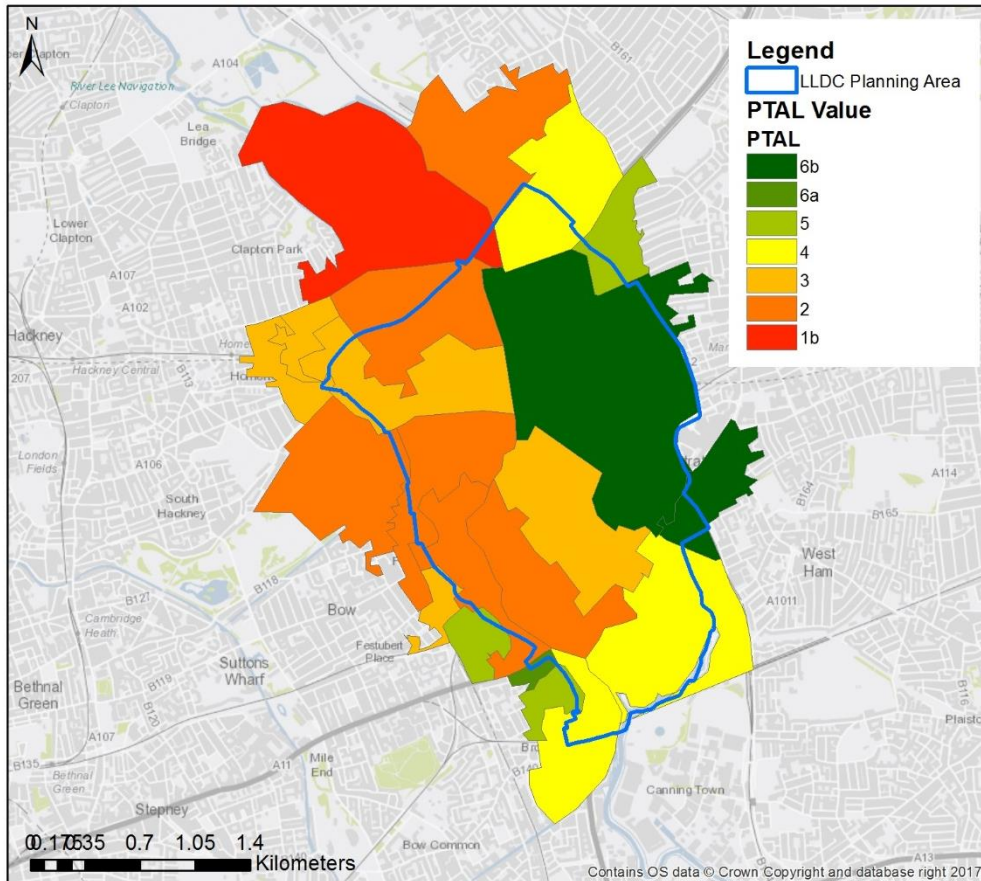 N
Legend
LLDC Planning Area
PTAL Value
PTAL
6b
6a
5
4
3
2
1b
A104
B161
River Lee Navigation
Clapton
Lea
Bridge
Lower
Clapton
Clapton Park
A107
A102
Hackney
Hackney Central
B113
207
London
Fields
A106
South
Hackney
A114
B164
B165
West
Ham
A1011
B118
Bow
B127
Cambridge
Heath
Festubert
Place
Suttons
Wharf
B119
Bethnal
Green
B120
A107
B116
B135
Bethnal
Green
A11
Mile
End
B140
Stepney
Canning Town
Bow Common
A13
0 0.175 0.35 0.7 1.05 1.4
Kilometers
Contains OS data © Crown Copyright and database right 2017